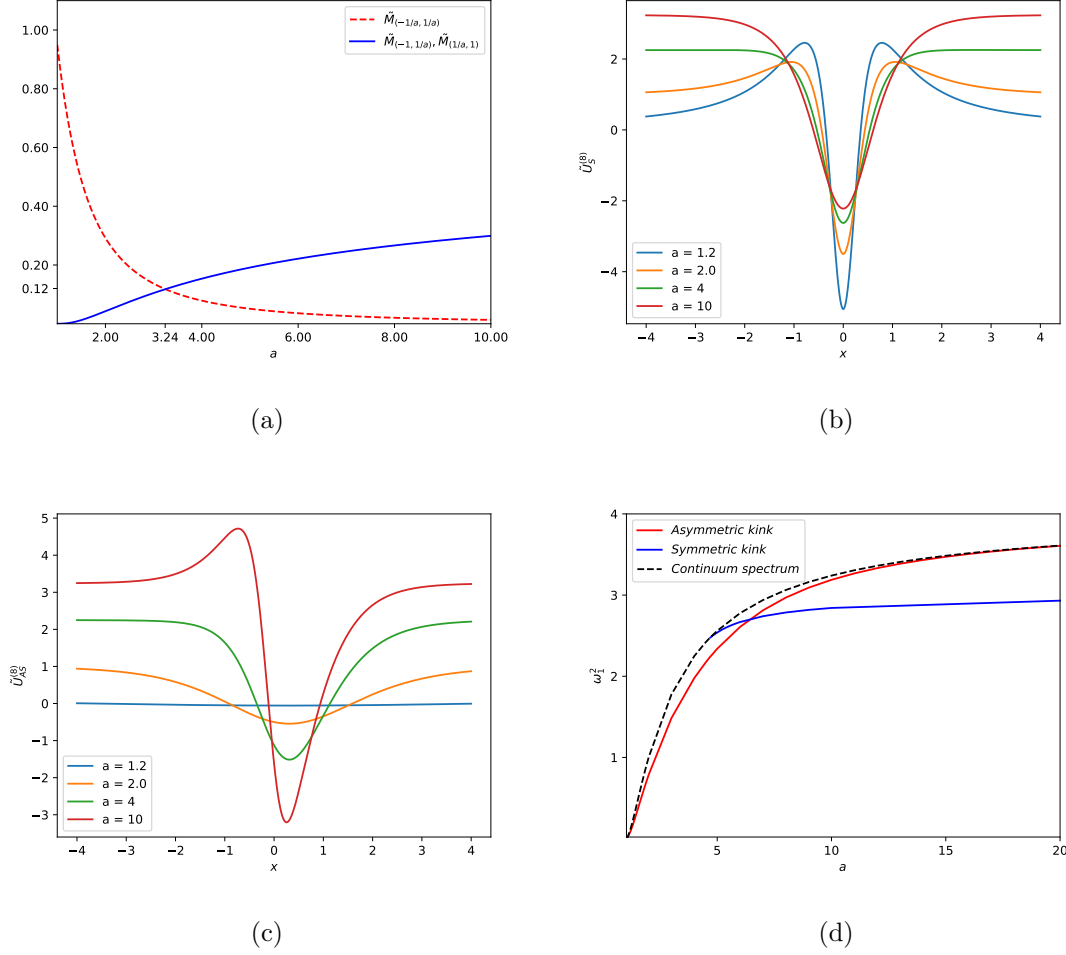 1.00
0.80
0.60
0.40
0.20
0.12
2.00
3.24
4.00
6.00
8.00
10.00
a
M̃(−1/a, 1/a)
M̃(−1, 1/a), M̃(1/a, 1)
(a)
2
0
−2
−4
Ũ_S^(8)
−4 −3 −2 −1 0 1 2 3 4
x
a = 1.2
a = 2.0
a = 4
a = 10
(b)
5
4
3
2
1
0
−1
−2
−3
Ũ_AS^(8)
−4 −3 −2 −1 0 1 2 3 4
x
a = 1.2
a = 2.0
a = 4
a = 10
(c)
4
3
2
1
ω₁²
5 10 15 20
a
Asymmetric kink
Symmetric kink
Continuum spectrum
(d)